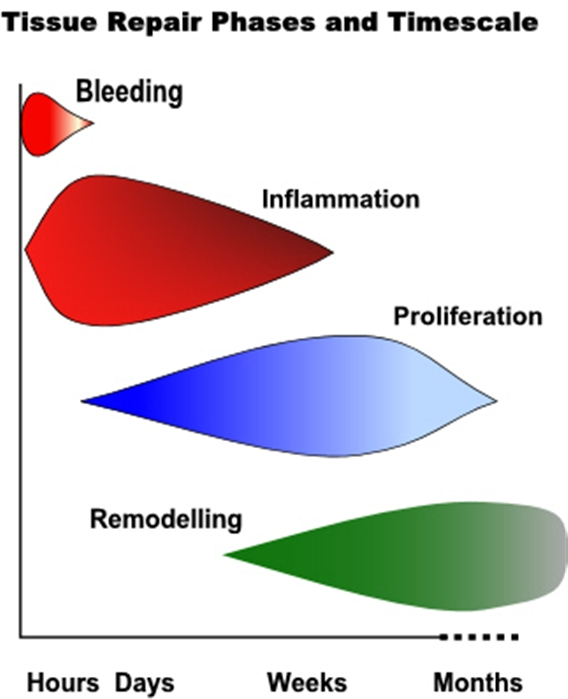 Tissue Repair Phases and Timescale
Bleeding
Inflammation
Proliferation
Remodelling
Hours Days Weeks Months